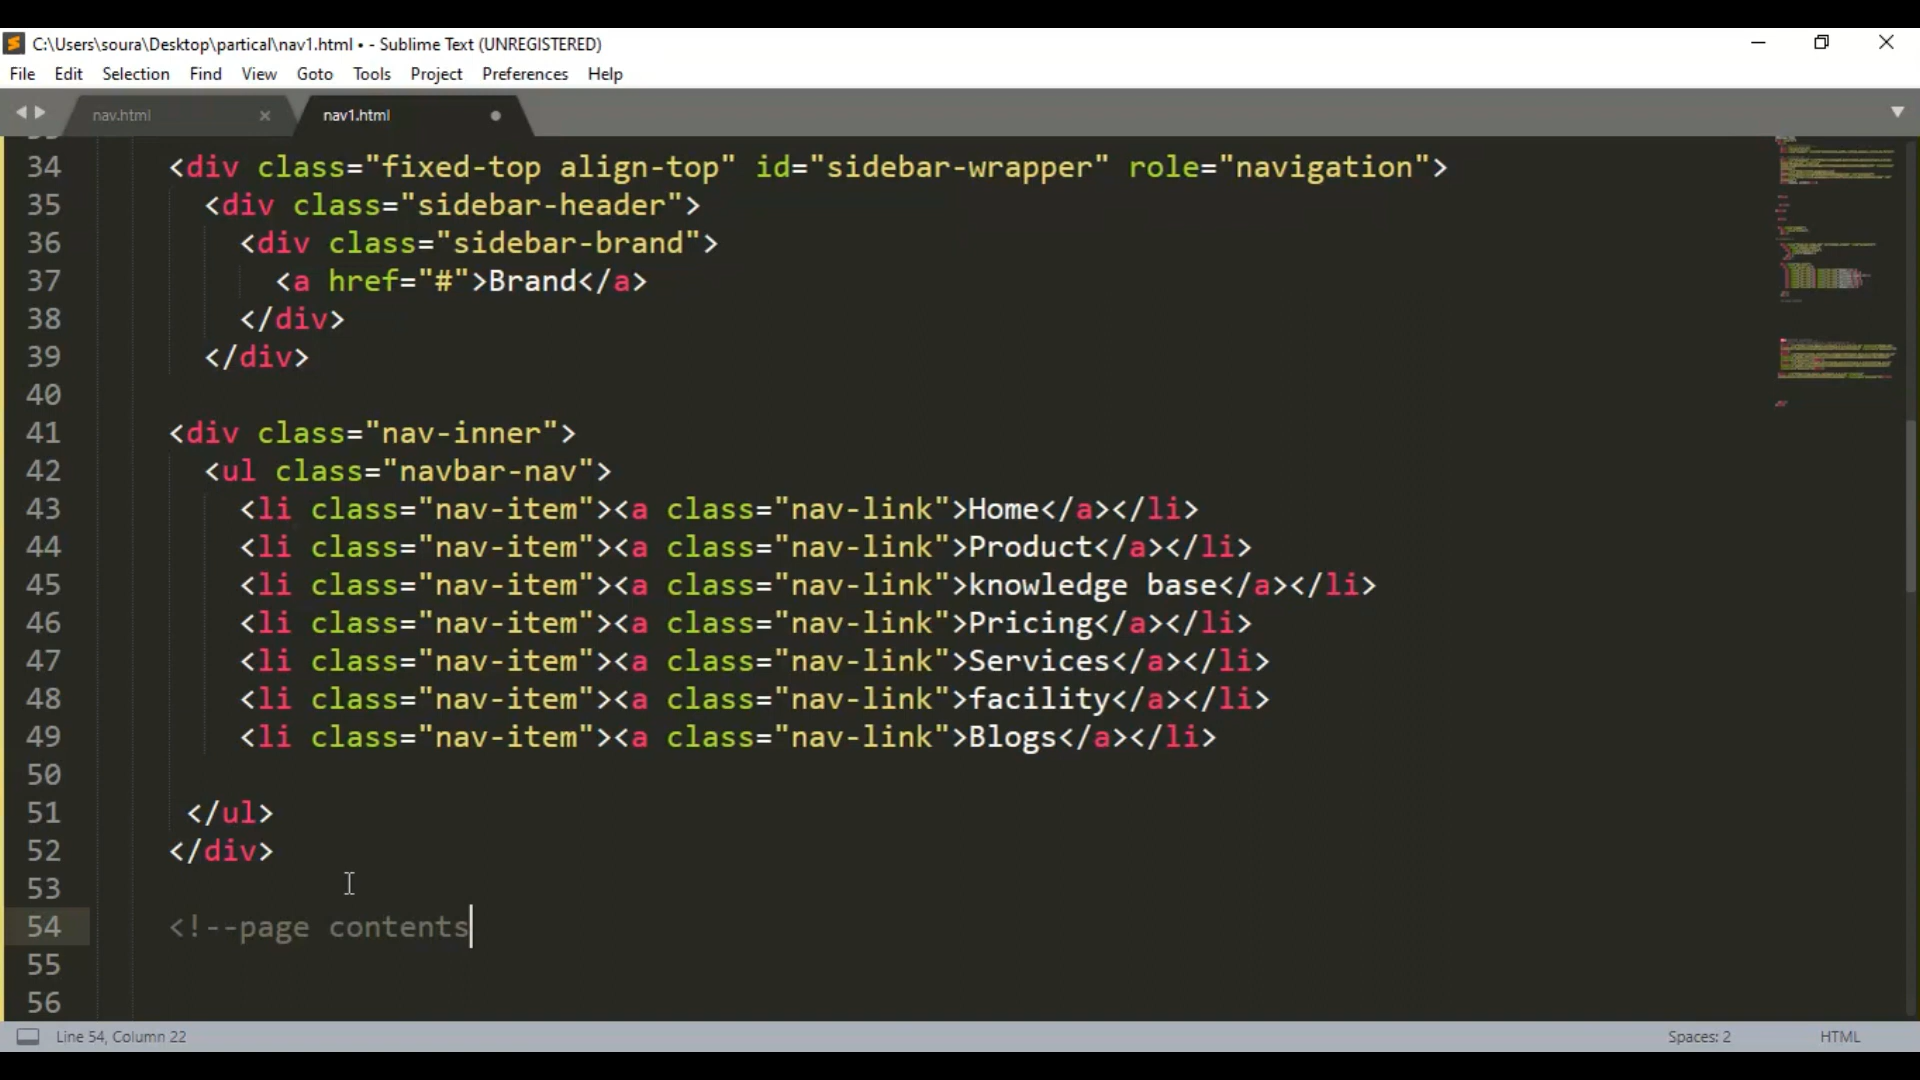 C:\Users\soura\Desktop\partical\nav1.html • - Sublime Text (UNREGISTERED)
File Edit Selection Find View Goto Tools Project Preferences Help
nav.html nav1.html
34 <div class="fixed-top align-top" id="sidebar-wrapper" role="navigation">
35 <div class="sidebar-header">
36 <div class="sidebar-brand">
37 <a href="#">Brand</a>
38 </div>
39 </div>
40
41 <div class="nav-inner">
42 <ul class="navbar-nav">
43 <li class="nav-item"><a class="nav-link">Home</a></li>
44 <li class="nav-item"><a class="nav-link">Product</a></li>
45 <li class="nav-item"><a class="nav-link">knowledge base</a></li>
46 <li class="nav-item"><a class="nav-link">Pricing</a></li>
47 <li class="nav-item"><a class="nav-link">Services</a></li>
48 <li class="nav-item"><a class="nav-link">facility</a></li>
49 <li class="nav-item"><a class="nav-link">Blogs</a></li>
50
51 </ul>
52 </div>
53
54 <!--page contents
55
56
Line 54, Column 22 Spaces: 2 HTML